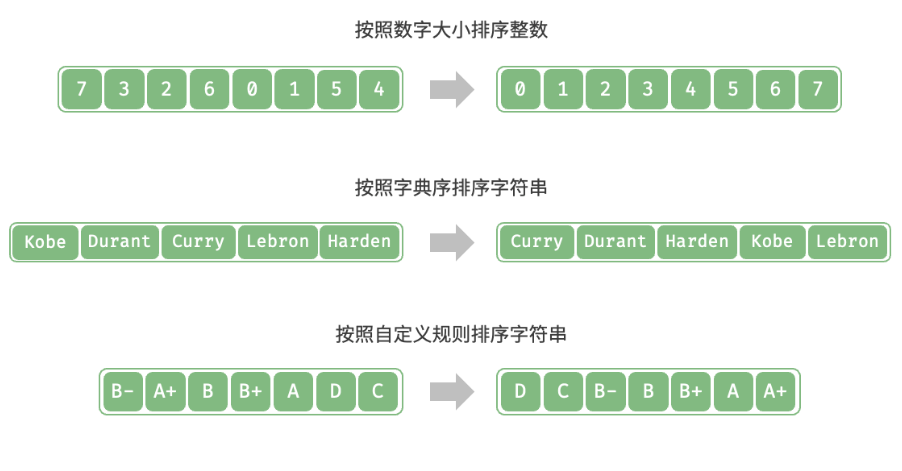 按照数字大小排序整数
7 3 2 6 0 1 5 4 0 1 2 3 4 5 6 7
按照字典序排序字符串
Kobe Durant Curry Lebron Harden Curry Durant Harden Kobe Lebron
按照自定义规则排序字符串
B- A+ B B+ A D C D C B- B B+ A A+